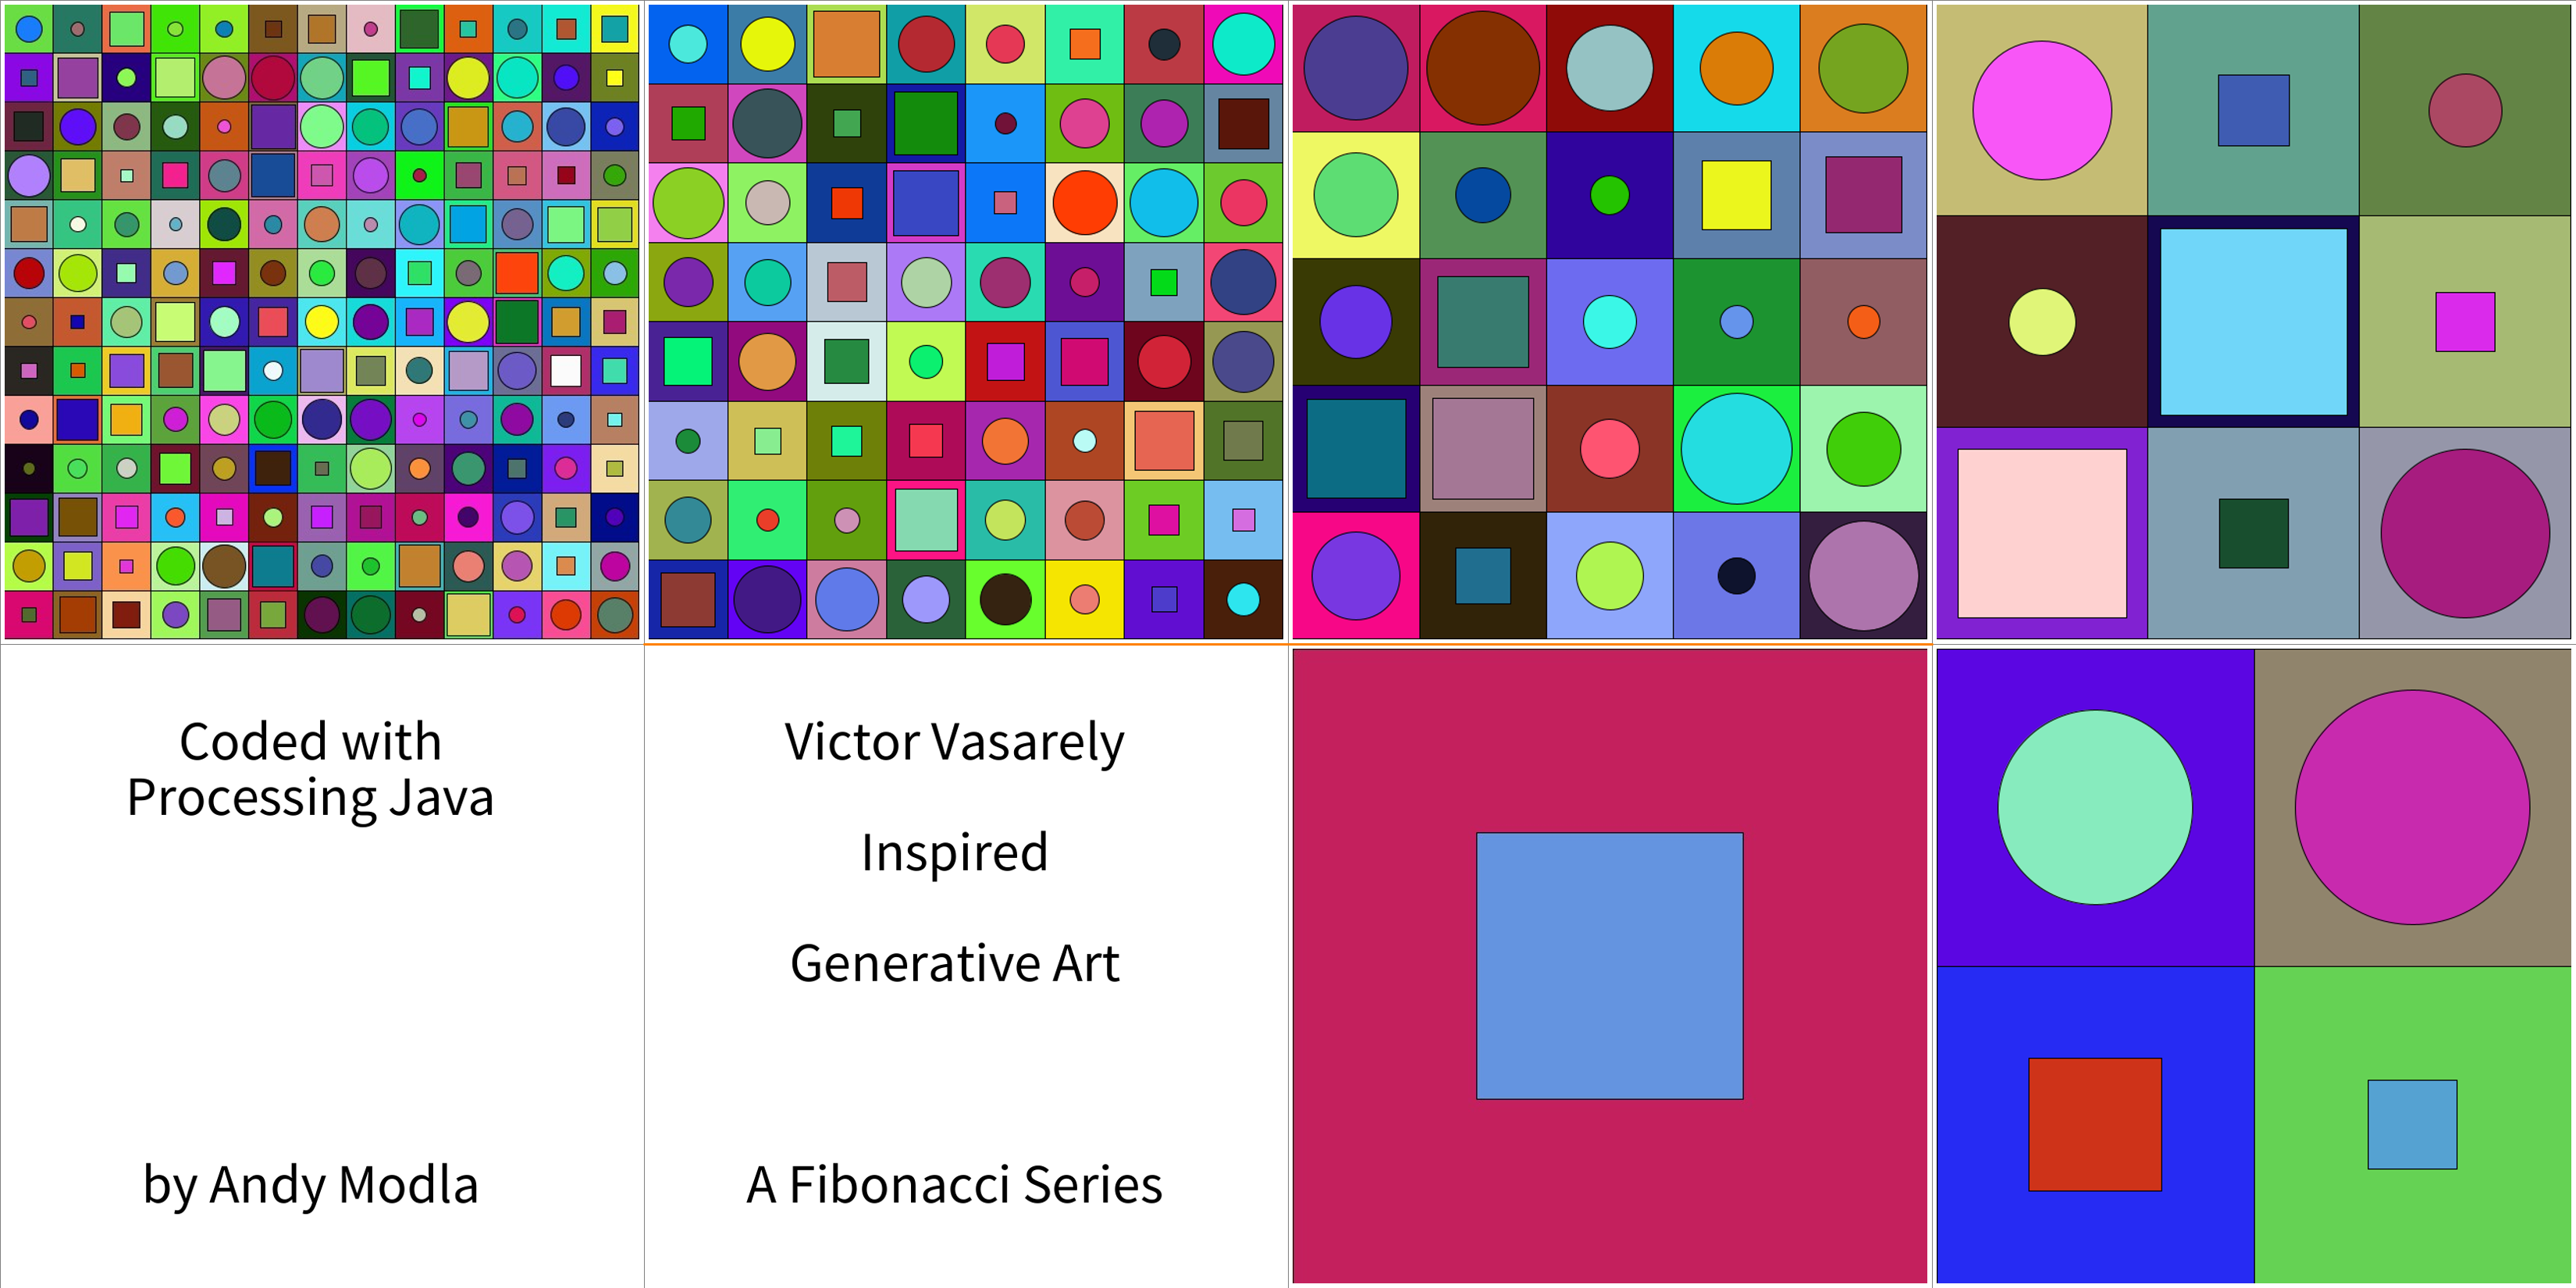 Coded with
Processing Java
by Andy Modla
Victor Vasarely
Inspired
Generative Art
A Fibonacci Series